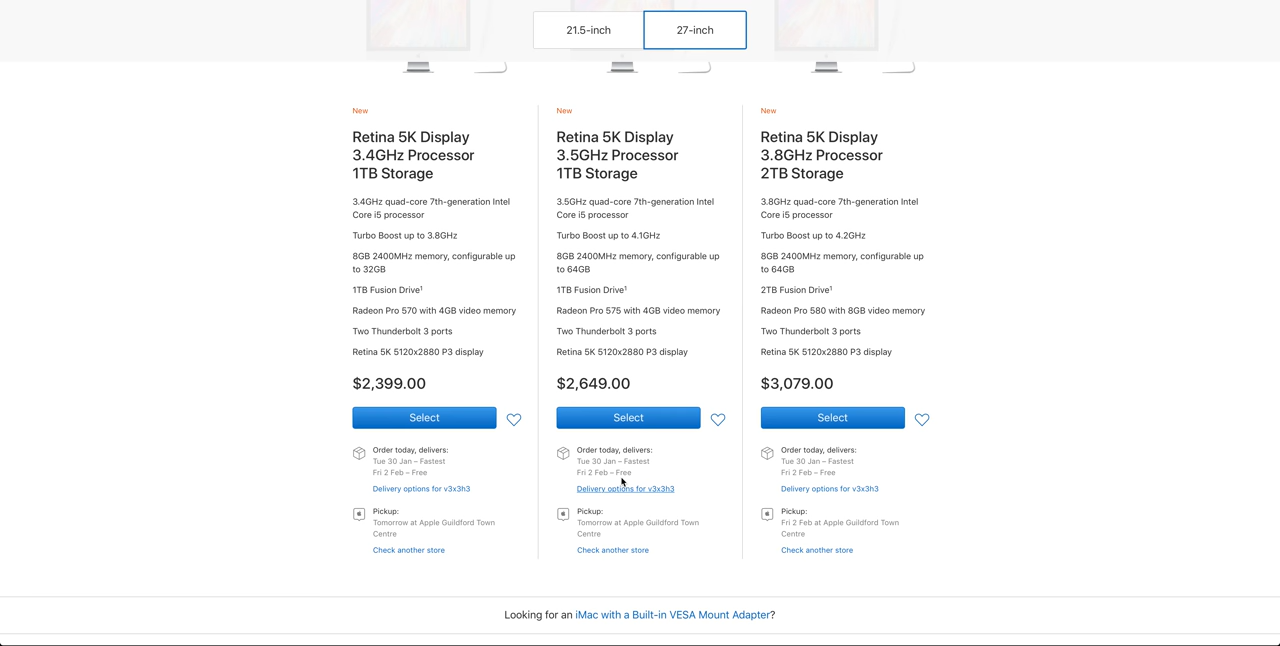 21.5-inch
27-inch
New
Retina 5K Display
3.4GHz Processor
1TB Storage
3.4GHz quad-core 7th-generation Intel
Core i5 processor
Turbo Boost up to 3.8GHz
8GB 2400MHz memory, configurable up
to 32GB
1TB Fusion Drive¹
Radeon Pro 570 with 4GB video memory
Two Thunderbolt 3 ports
Retina 5K 5120x2880 P3 display
$2,399.00
Select
Order today, delivers:
Tue 30 Jan – Fastest
Fri 2 Feb – Free
Delivery options for v3x3h3
Pickup:
Tomorrow at Apple Guildford Town
Centre
Check another store
New
Retina 5K Display
3.5GHz Processor
1TB Storage
3.5GHz quad-core 7th-generation Intel
Core i5 processor
Turbo Boost up to 4.1GHz
8GB 2400MHz memory, configurable up
to 64GB
1TB Fusion Drive¹
Radeon Pro 575 with 4GB video memory
Two Thunderbolt 3 ports
Retina 5K 5120x2880 P3 display
$2,649.00
Select
Order today, delivers:
Tue 30 Jan – Fastest
Fri 2 Feb – Free
Delivery options for v3x3h3
Pickup:
Tomorrow at Apple Guildford Town
Centre
Check another store
New
Retina 5K Display
3.8GHz Processor
2TB Storage
3.8GHz quad-core 7th-generation Intel
Core i5 processor
Turbo Boost up to 4.2GHz
8GB 2400MHz memory, configurable up
to 64GB
2TB Fusion Drive¹
Radeon Pro 580 with 8GB video memory
Two Thunderbolt 3 ports
Retina 5K 5120x2880 P3 display
$3,079.00
Select
Order today, delivers:
Tue 30 Jan – Fastest
Fri 2 Feb – Free
Delivery options for v3x3h3
Pickup:
Fri 2 Feb at Apple Guildford Town
Centre
Check another store
Looking for an iMac with a Built-in VESA Mount Adapter?